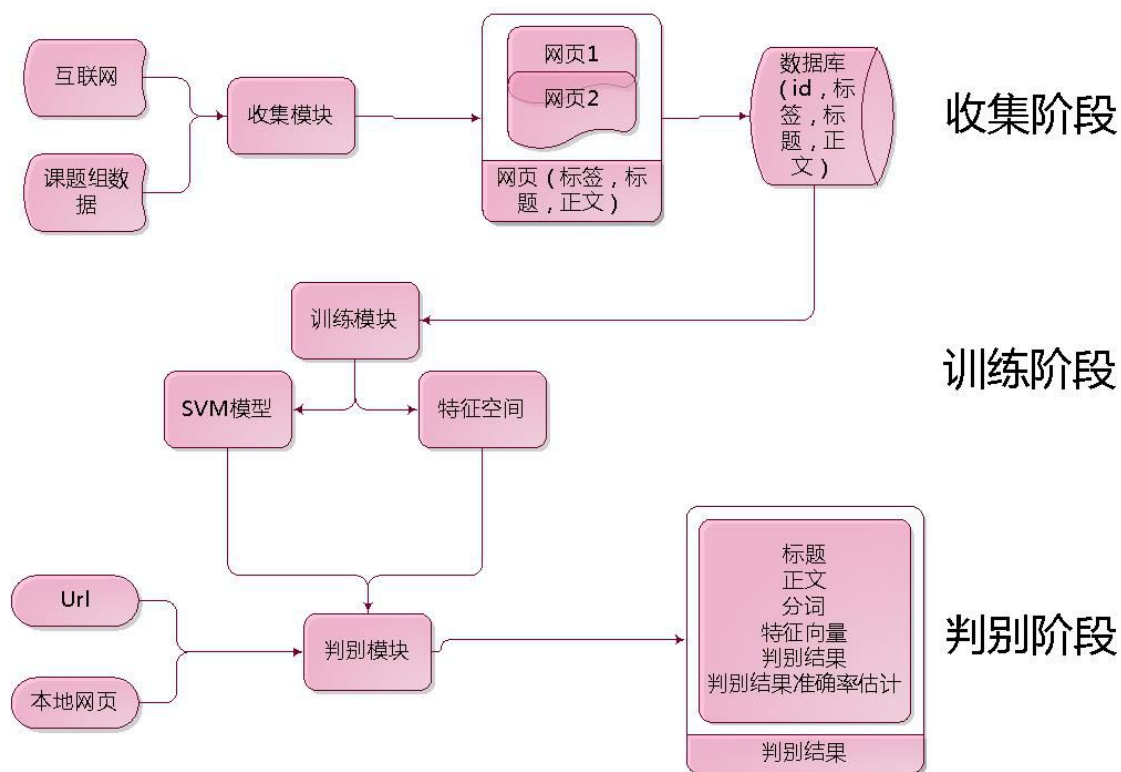 互联网
课题组数
据
收集模块
网页1
网页2
网页（标签，标
题，正文）
数据库
（id，标
签，标
题，正
文）
收集阶段
训练模块
SVM模型
特征空间
训练阶段
Url
本地网页
判别模块
标题
正文
分词
特征向量
判别结果
判别结果准确率估计
判别结果
判别阶段